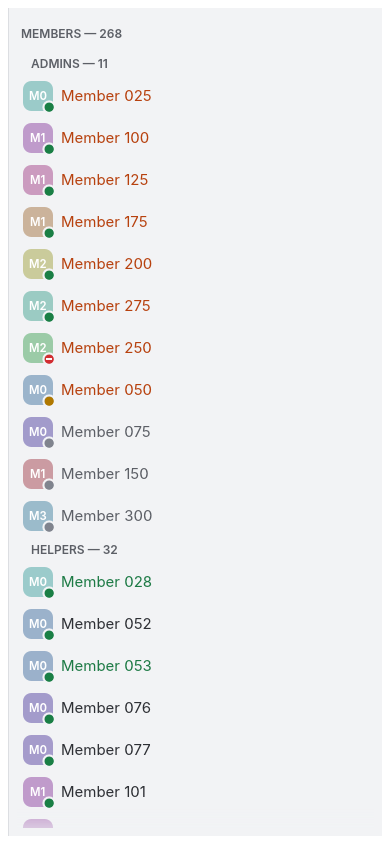 MEMBERS — 268
ADMINS — 11
M0 Member 025
M1 Member 100
M1 Member 125
M1 Member 175
M2 Member 200
M2 Member 275
M2 Member 250
M0 Member 050
M0 Member 075
M1 Member 150
M3 Member 300
HELPERS — 32
M0 Member 028
M0 Member 052
M0 Member 053
M0 Member 076
M0 Member 077
M1 Member 101